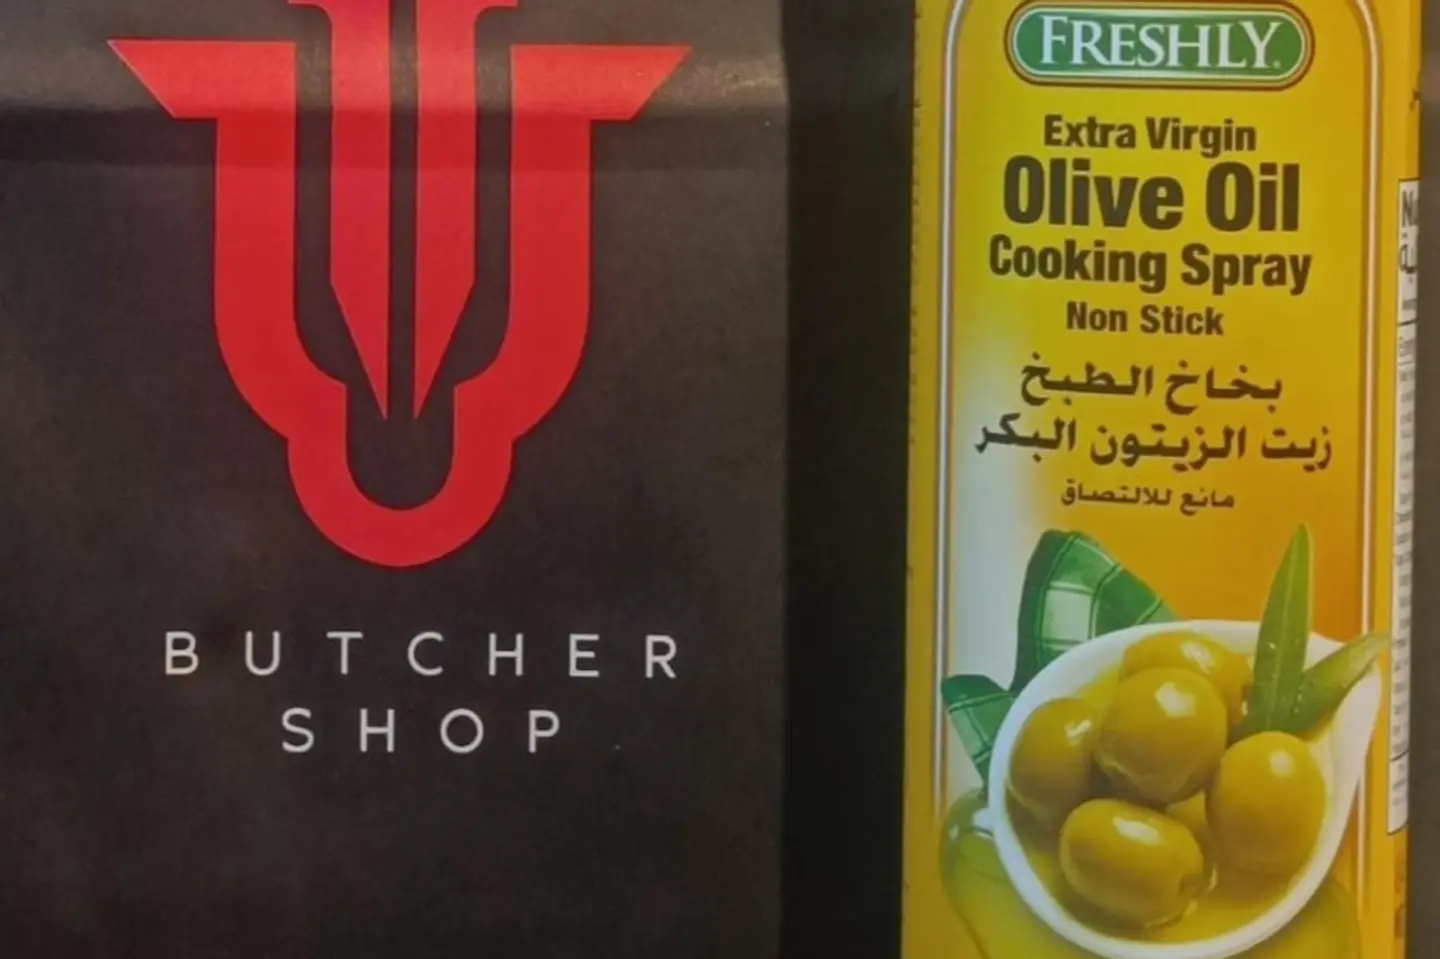 BUTCHER
SHOP
FRESHLY
Extra Virgin
Olive Oil
Cooking Spray
Non Stick
بخاخ الطبخ
زيت الزيتون البكر
مانع للالتصاق